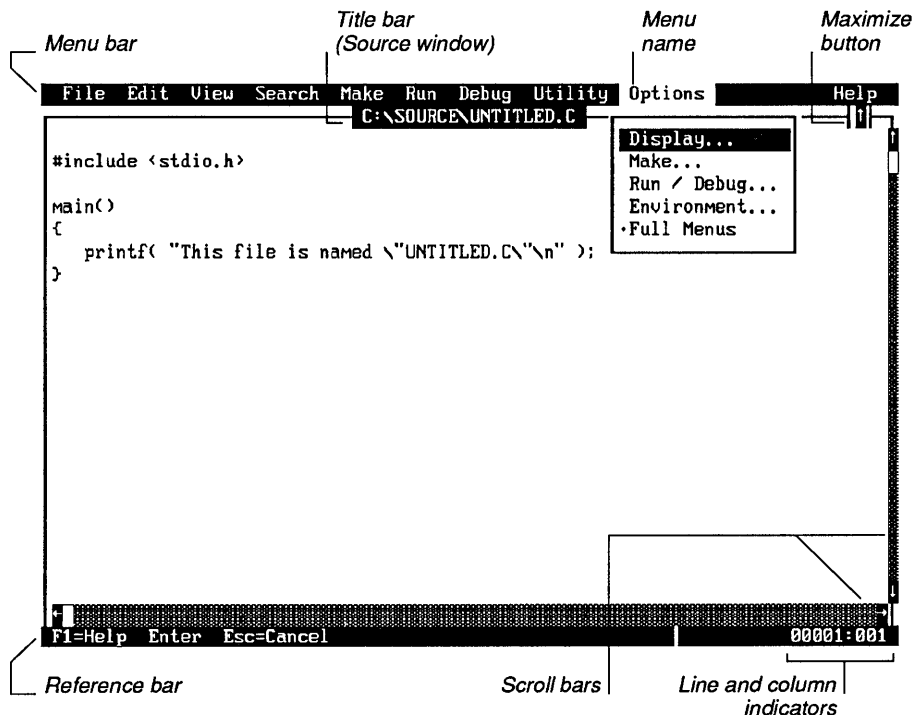 Menu bar
Title bar
(Source window)
Menu
name
Maximize
button
File Edit View Search Make Run Debug Utility Options Help
C:\SOURCE\UNTITLED.C
#include <stdio.h>
main()
{
printf( "This file is named \"UNTITLED.C\"\n" );
}
Display...
Make...
Run / Debug...
Environment...
·Full Menus
F1=Help Enter Esc=Cancel 00001:001
Reference bar
Scroll bars
Line and column
indicators